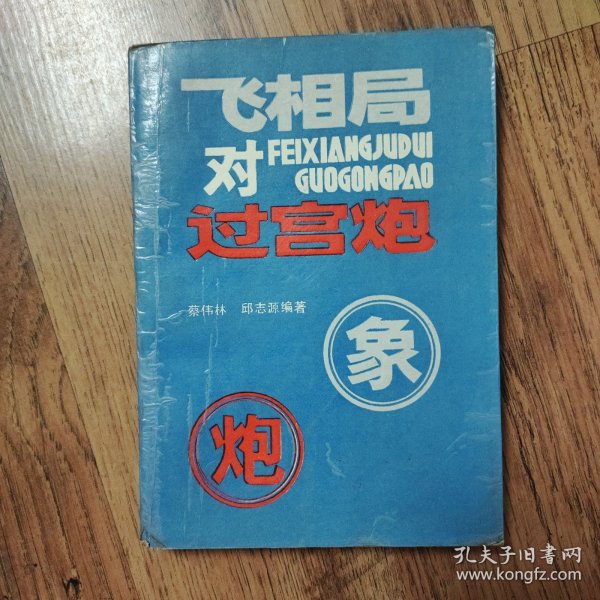 飞相局
对 FEIXIANGJUDUI
GUOGONGPAO
过宫炮
蔡伟林 邱志源编著
象
炮
孔夫子旧书网
www.kongfz.com